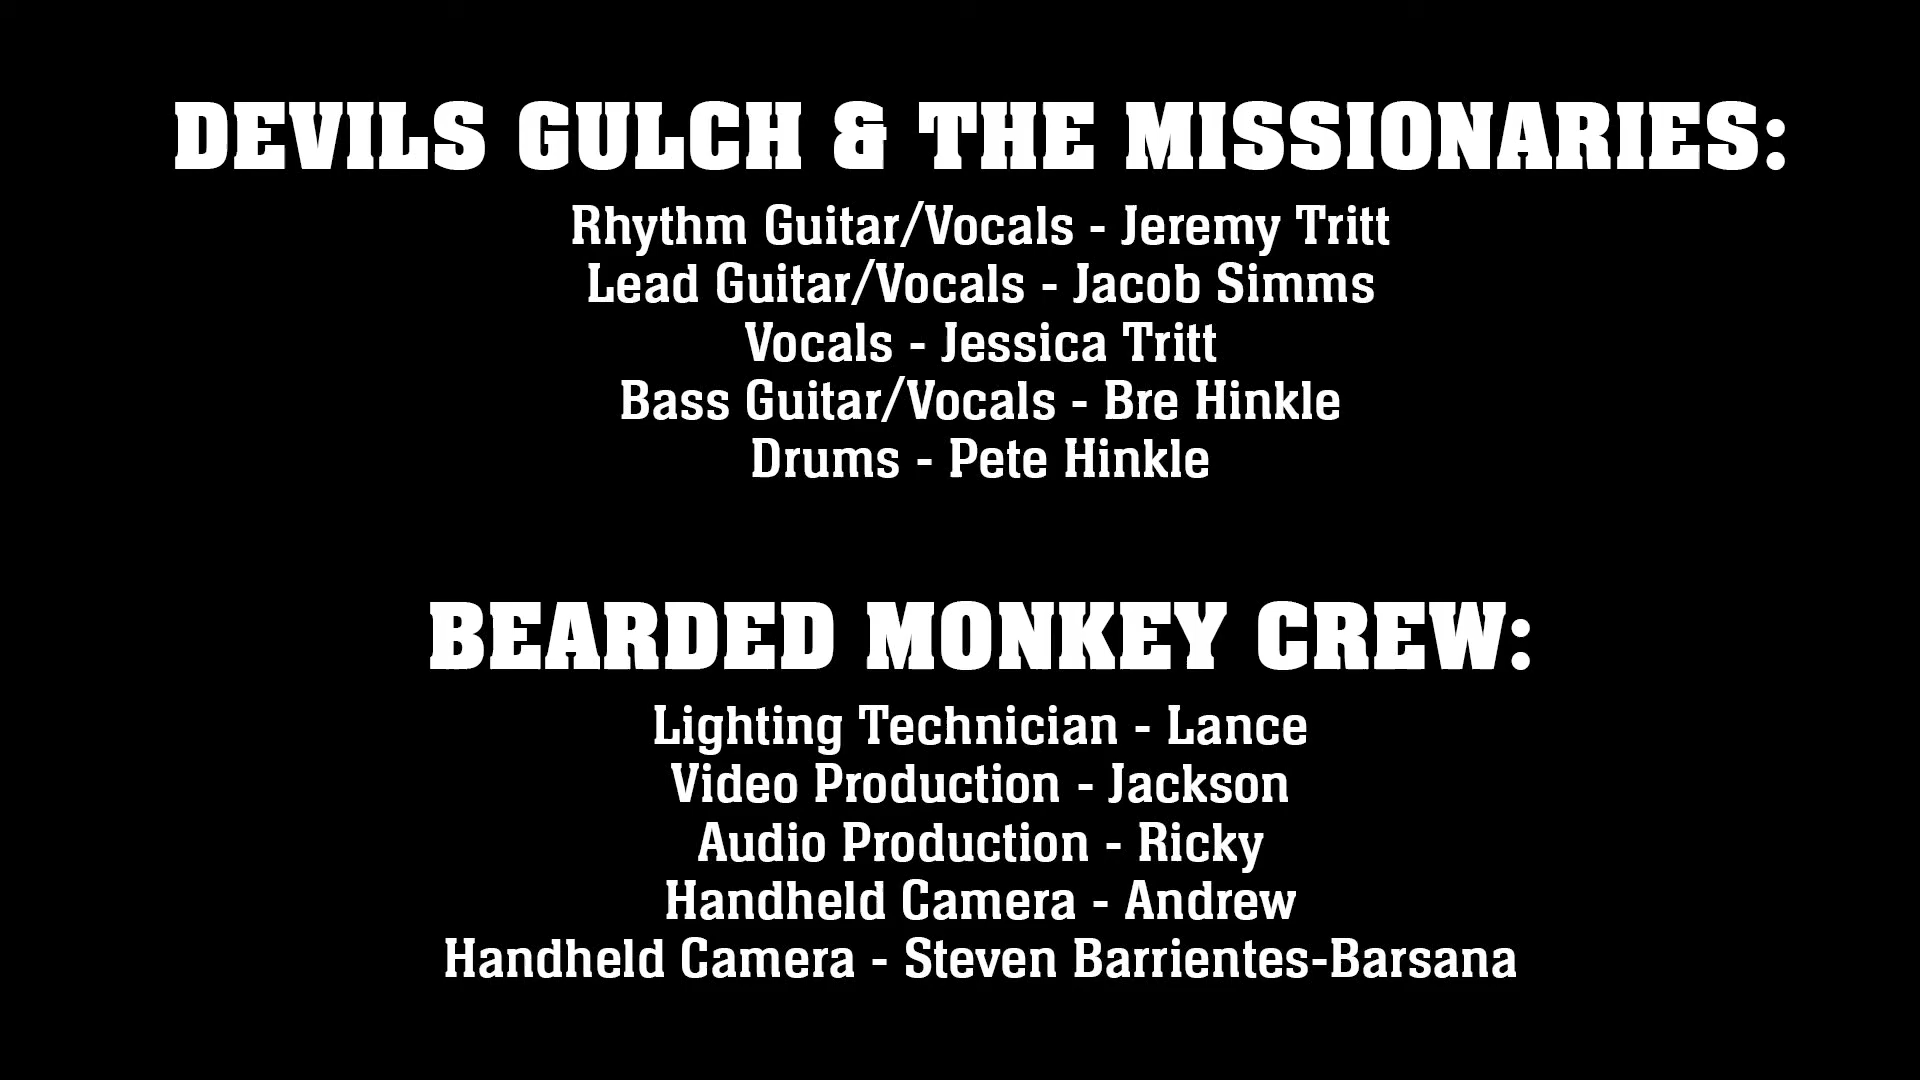 DEVILS GULCH & THE MISSIONARIES:
Rhythm Guitar/Vocals - Jeremy Tritt
Lead Guitar/Vocals - Jacob Simms
Vocals - Jessica Tritt
Bass Guitar/Vocals - Bre Hinkle
Drums - Pete Hinkle
BEARDED MONKEY CREW:
Lighting Technician - Lance
Video Production - Jackson
Audio Production - Ricky
Handheld Camera - Andrew
Handheld Camera - Steven Barrientes-Barsana